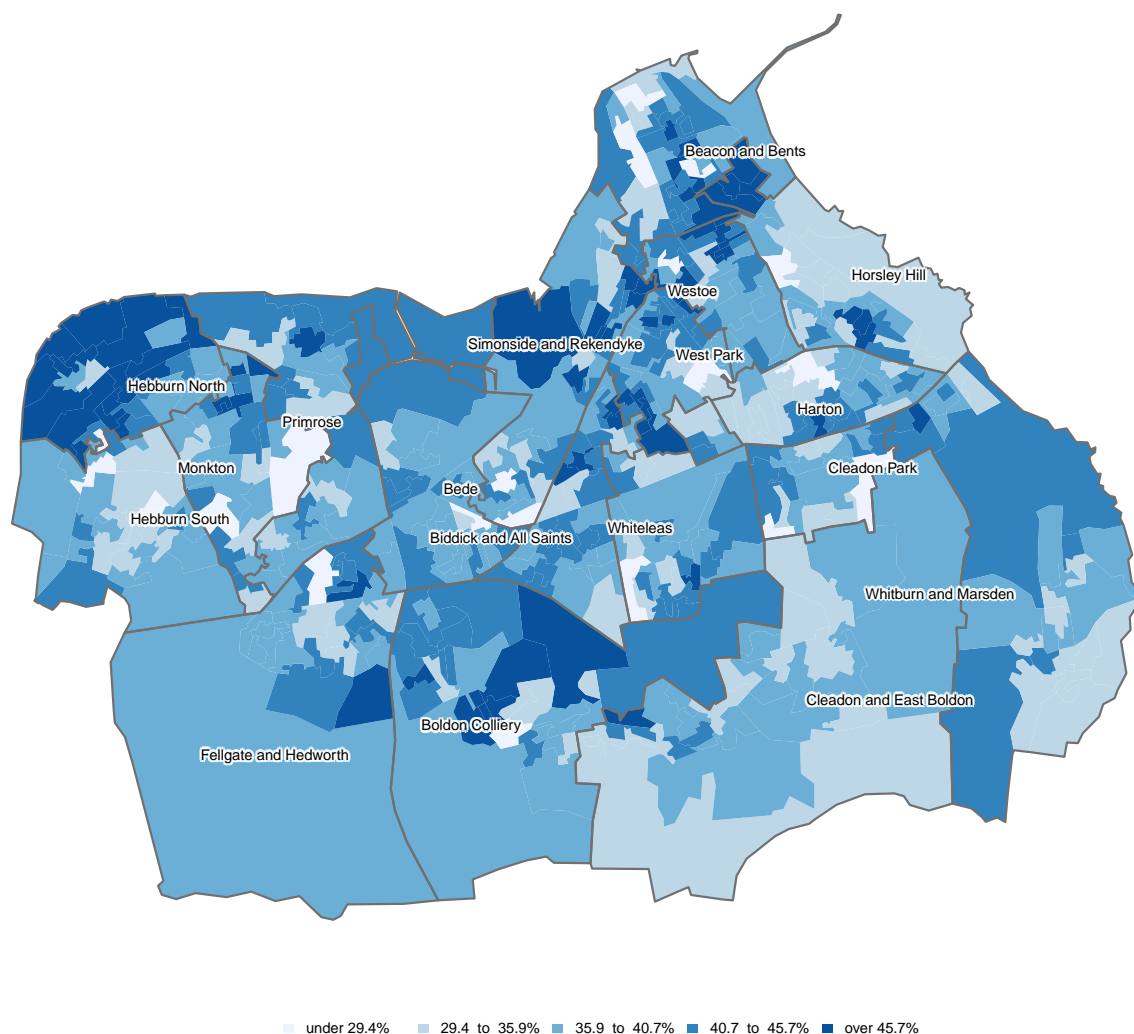 Beacon and Bents
Horsley Hill
Westoe
Simonside and Rekendyke
West Park
Hebburn North
Harton
Primrose
Monkton
Cleadon Park
Bede
Hebburn South
Whiteleas
Biddick and All Saints
Whitburn and Marsden
Cleadon and East Boldon
Boldon Colliery
Fellgate and Hedworth
under 29.4% 29.4 to 35.9% 35.9 to 40.7% 40.7 to 45.7% over 45.7%